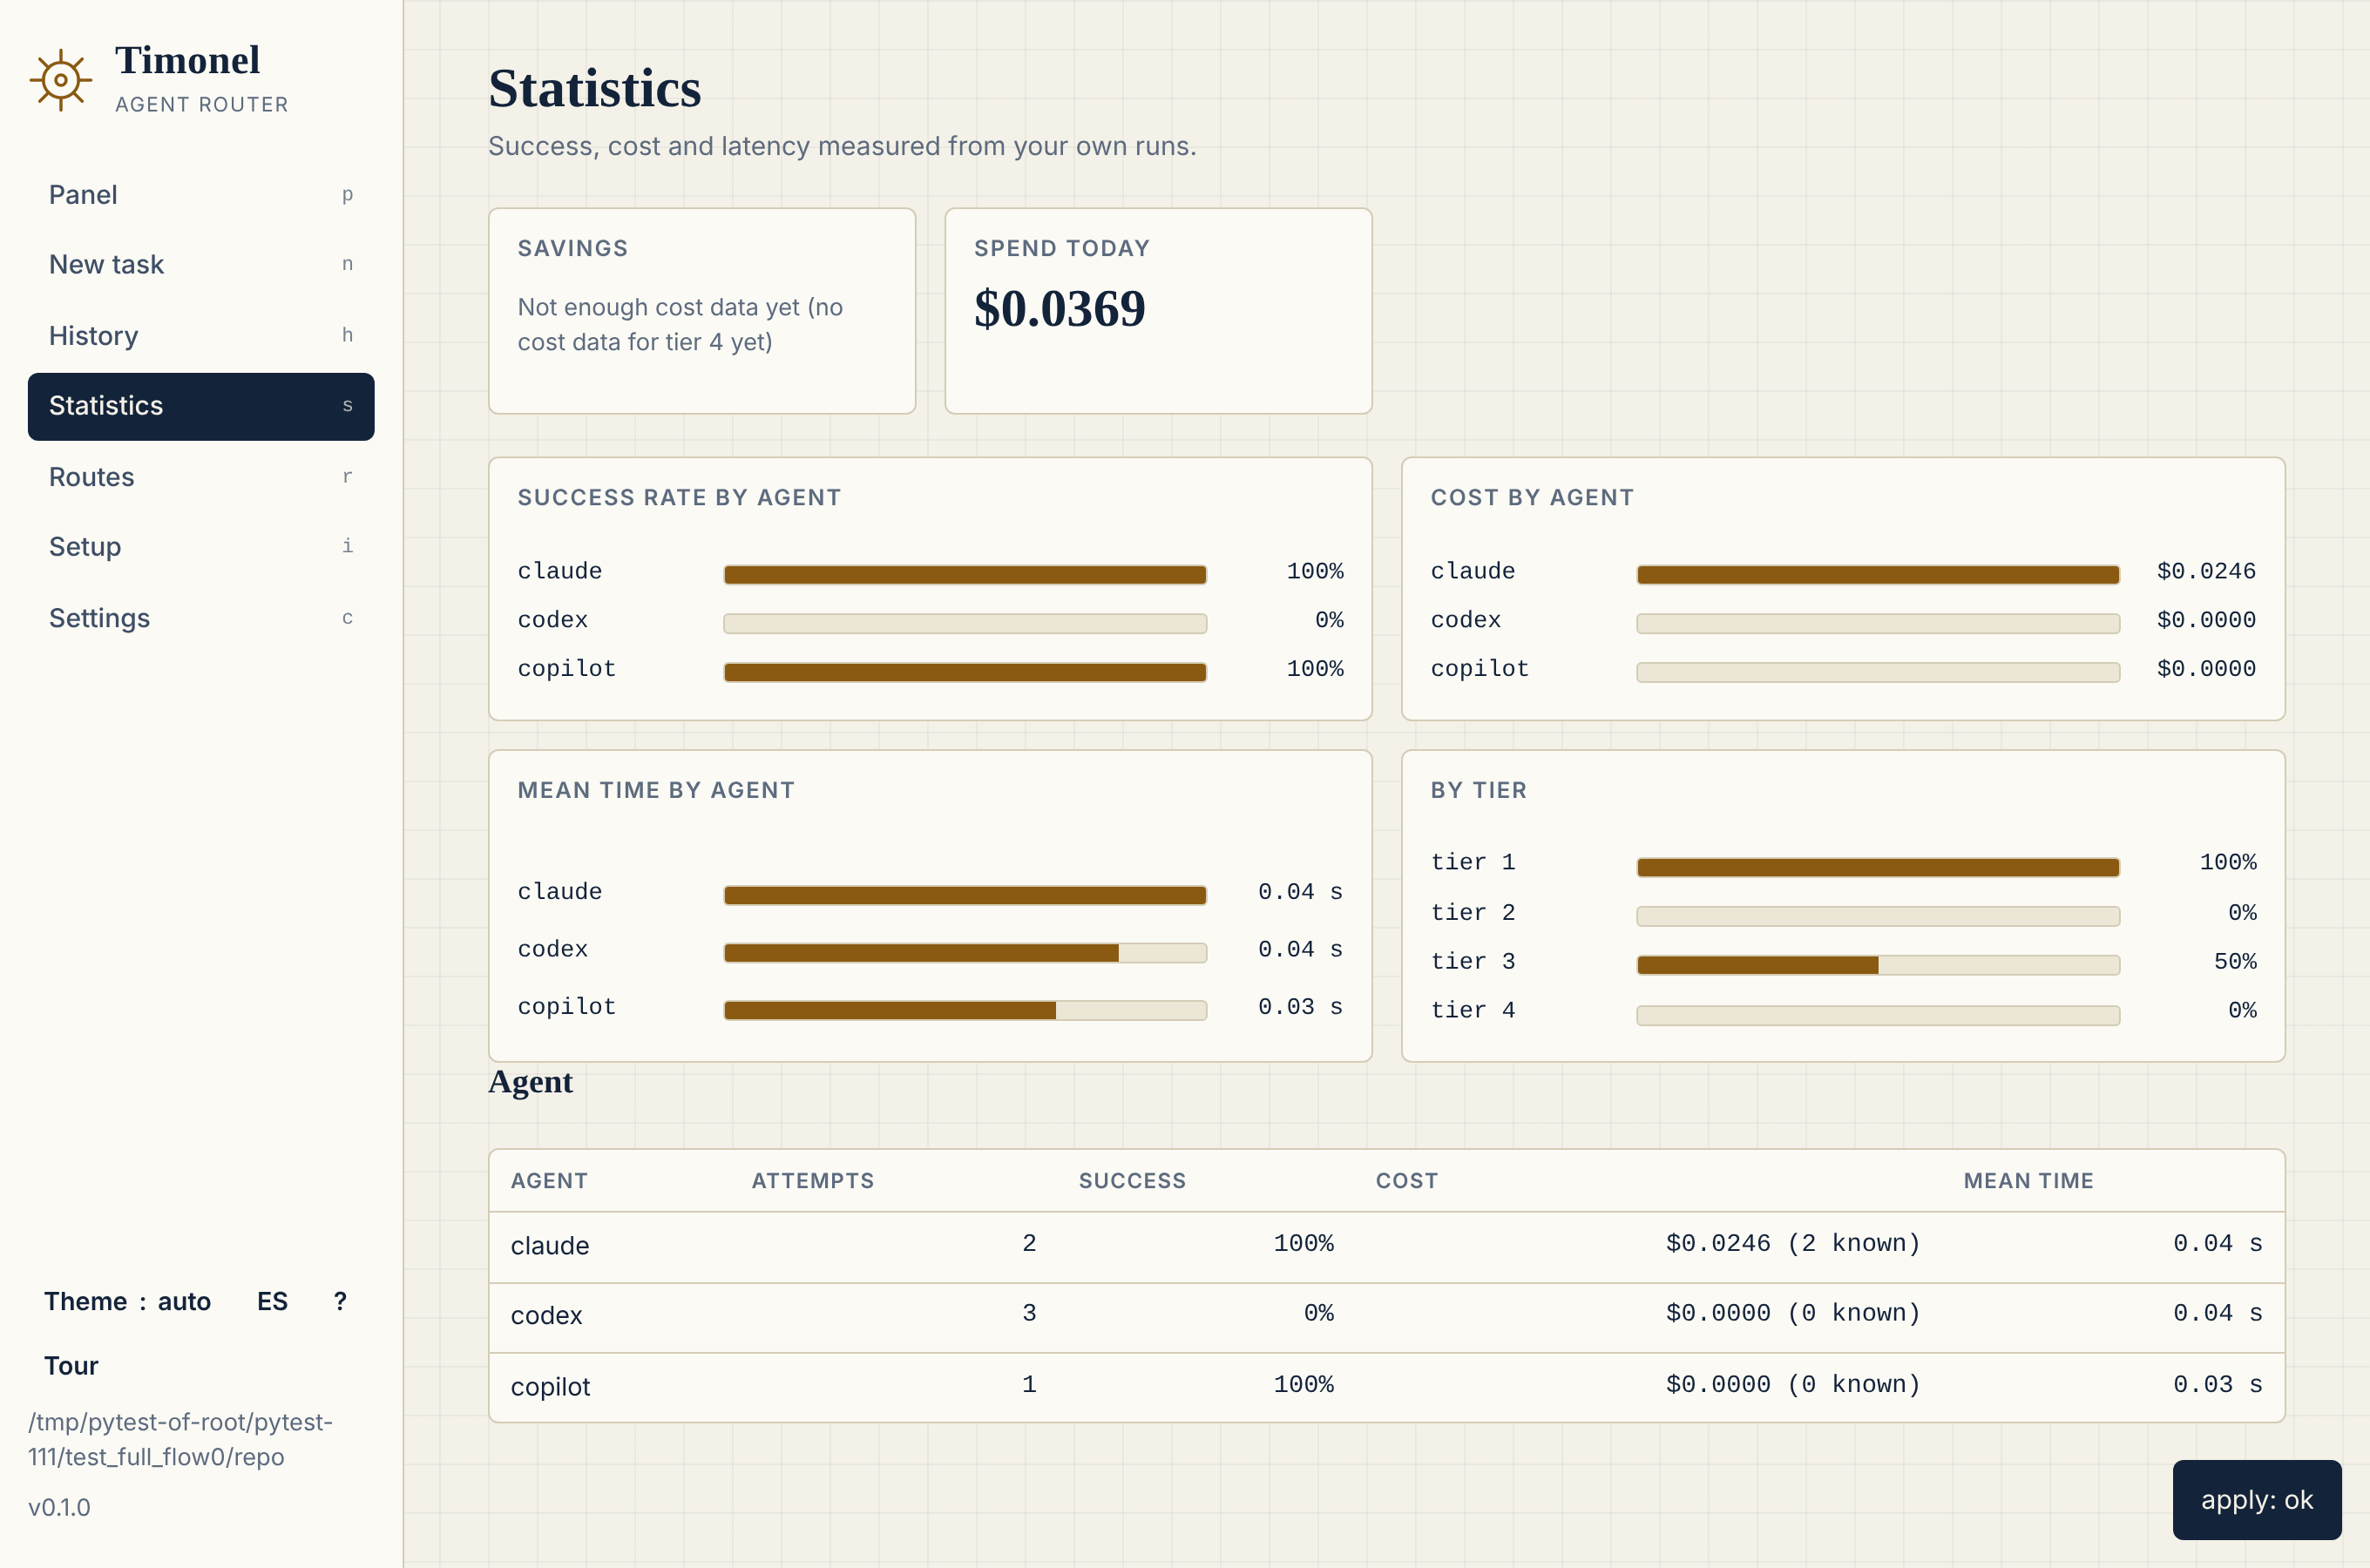 Timonel
AGENT ROUTER
Panel p
New task n
History h
Statistics s
Routes r
Setup i
Settings c
Theme : auto ES ?
Tour
/tmp/pytest-of-root/pytest-
111/test_full_flow0/repo
v0.1.0
Statistics
Success, cost and latency measured from your own runs.
SAVINGS
Not enough cost data yet (no
cost data for tier 4 yet)
SPEND TODAY
$0.0369
SUCCESS RATE BY AGENT
claude 100%
codex 0%
copilot 100%
COST BY AGENT
claude $0.0246
codex $0.0000
copilot $0.0000
MEAN TIME BY AGENT
claude 0.04 s
codex 0.04 s
copilot 0.03 s
BY TIER
tier 1 100%
tier 2 0%
tier 3 50%
tier 4 0%
Agent
AGENT ATTEMPTS SUCCESS COST MEAN TIME
claude 2 100% $0.0246 (2 known) 0.04 s
codex 3 0% $0.0000 (0 known) 0.04 s
copilot 1 100% $0.0000 (0 known) 0.03 s
apply: ok